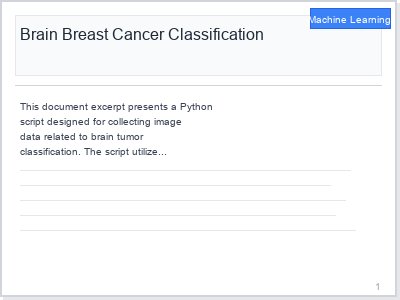 Machine Learning
Brain Breast Cancer Classification
This document excerpt presents a Python
script designed for collecting image
data related to brain tumor
classification. The script utilize...
1